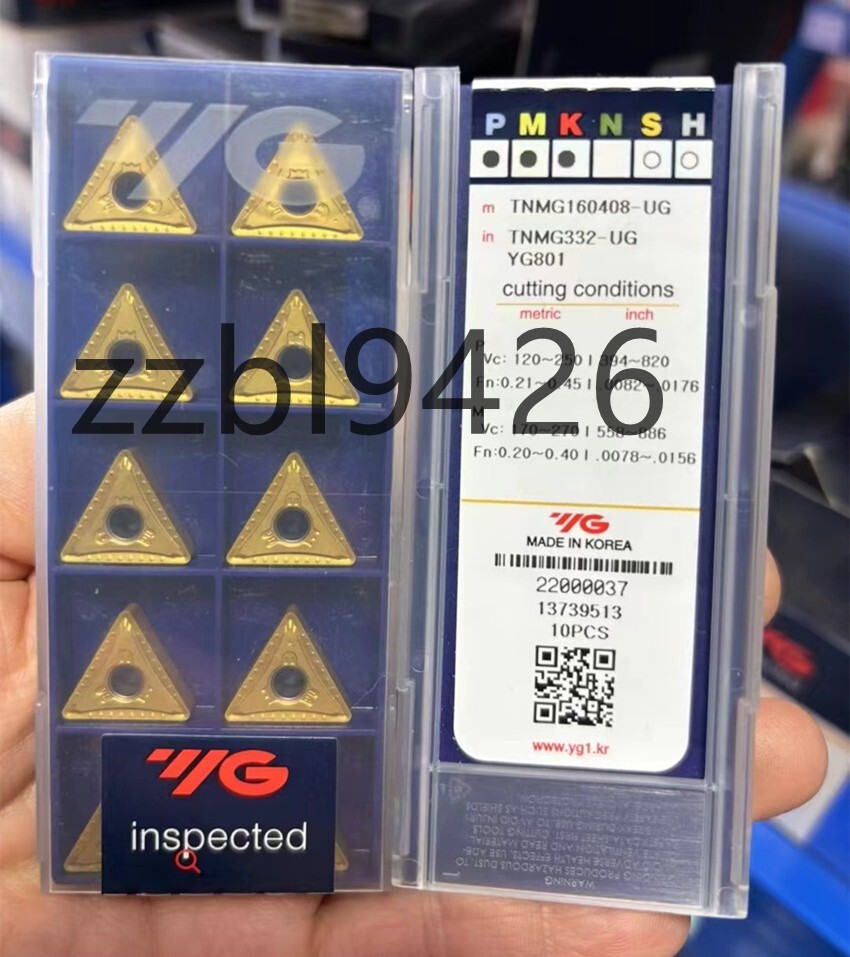 YG
P M K N S H
m TNMG160408-UG
in TNMG332-UG
YG801
cutting conditions
metric inch
P
Vc: 120~250 | 394~820
Fn:0.21~0.45 | .0082~.0176
M
Vc: 170~270 | 558~886
Fn:0.20~0.40 | .0078~.0156
zzbl9426
YG
MADE IN KOREA
22000037
13739513
10PCS
www.yg1.kr
YG
inspected
WARNING